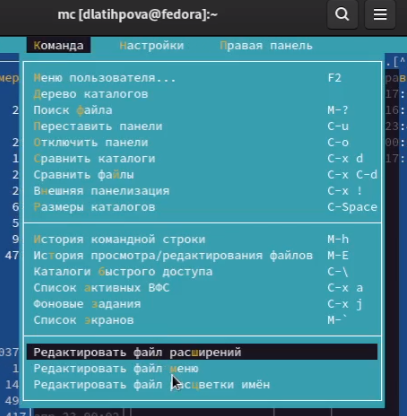 mc [dlatihpova@fedora]:~
Команда Настройки Правая панель
Меню пользователя... F2
Дерево каталогов
Поиск файла M-?
Переставить панели C-u
Отключить панели C-o
Сравнить каталоги C-x d
Сравнить файлы C-x C-d
Внешняя панелизация C-x !
Размеры каталогов C-Space
История командной строки M-h
История просмотра/редактирования файлов M-E
Каталоги быстрого доступа C-\
Список активных ВФС C-x a
Фоновые задания C-x j
Список экранов M-`
Редактировать файл расширений
Редактировать файл меню
Редактировать файл расцветки имён